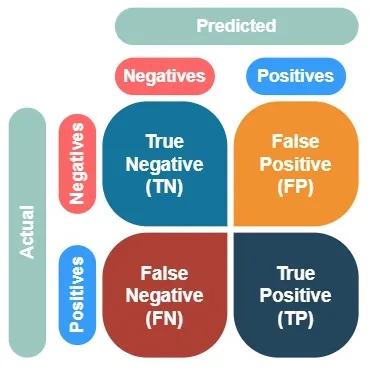 Predicted
Negatives
Positives
Actual
Negatives
True
Negative
(TN)
False
Positive
(FP)
Positives
False
Negative
(FN)
True
Positive
(TP)